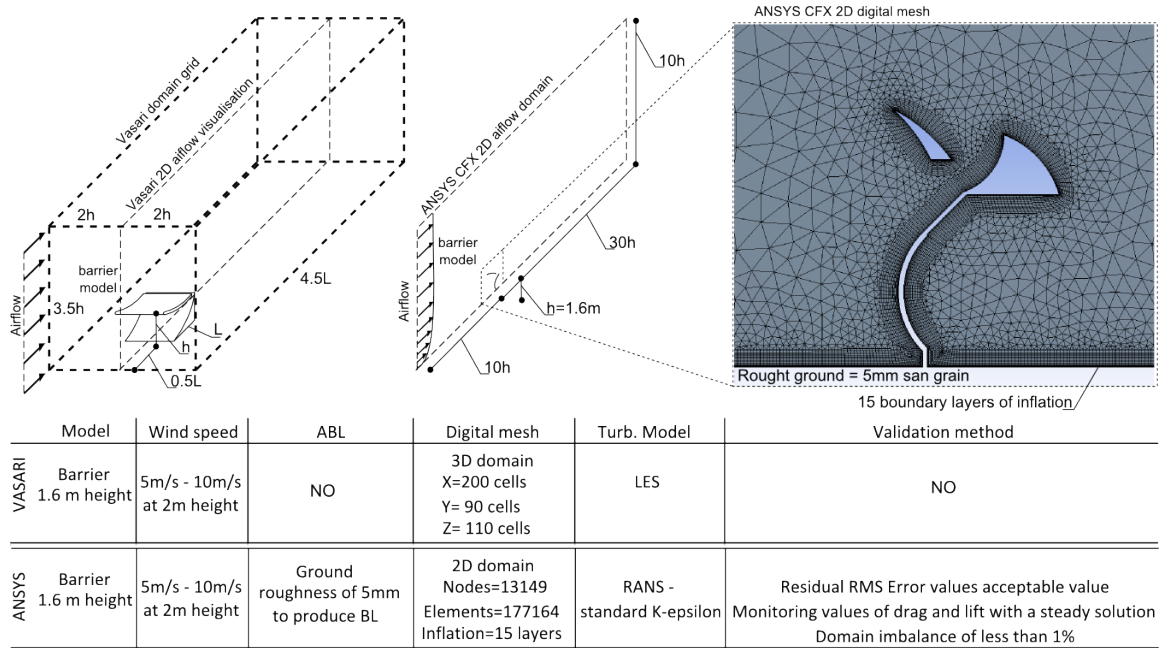 ANSYS CFX 2D digital mesh
Vasari domain grid
Vasari 2D aiflow visualisation
2h
2h
barrier
model
Airflow
3.5h
h
L
0.5L
4.5L
ANSYS CFX 2D airflow domain
10h
30h
barrier
model
Airflow
h=1.6m
10h
Rought ground = 5mm san grain
15 boundary layers of inflation
Model
Wind speed
ABL
Digital mesh
Turb. Model
Validation method
VASARI
Barrier
1.6 m height
5m/s - 10m/s
at 2m height
NO
3D domain
X=200 cells
Y= 90 cells
Z= 110 cells
LES
NO
ANSYS
Barrier
1.6 m height
5m/s - 10m/s
at 2m height
Ground
roughness of 5mm
to produce BL
2D domain
Nodes=13149
Elements=177164
Inflation=15 layers
RANS -
standard K-epsilon
Residual RMS Error values acceptable value
Monitoring values of drag and lift with a steady solution
Domain imbalance of less than 1%